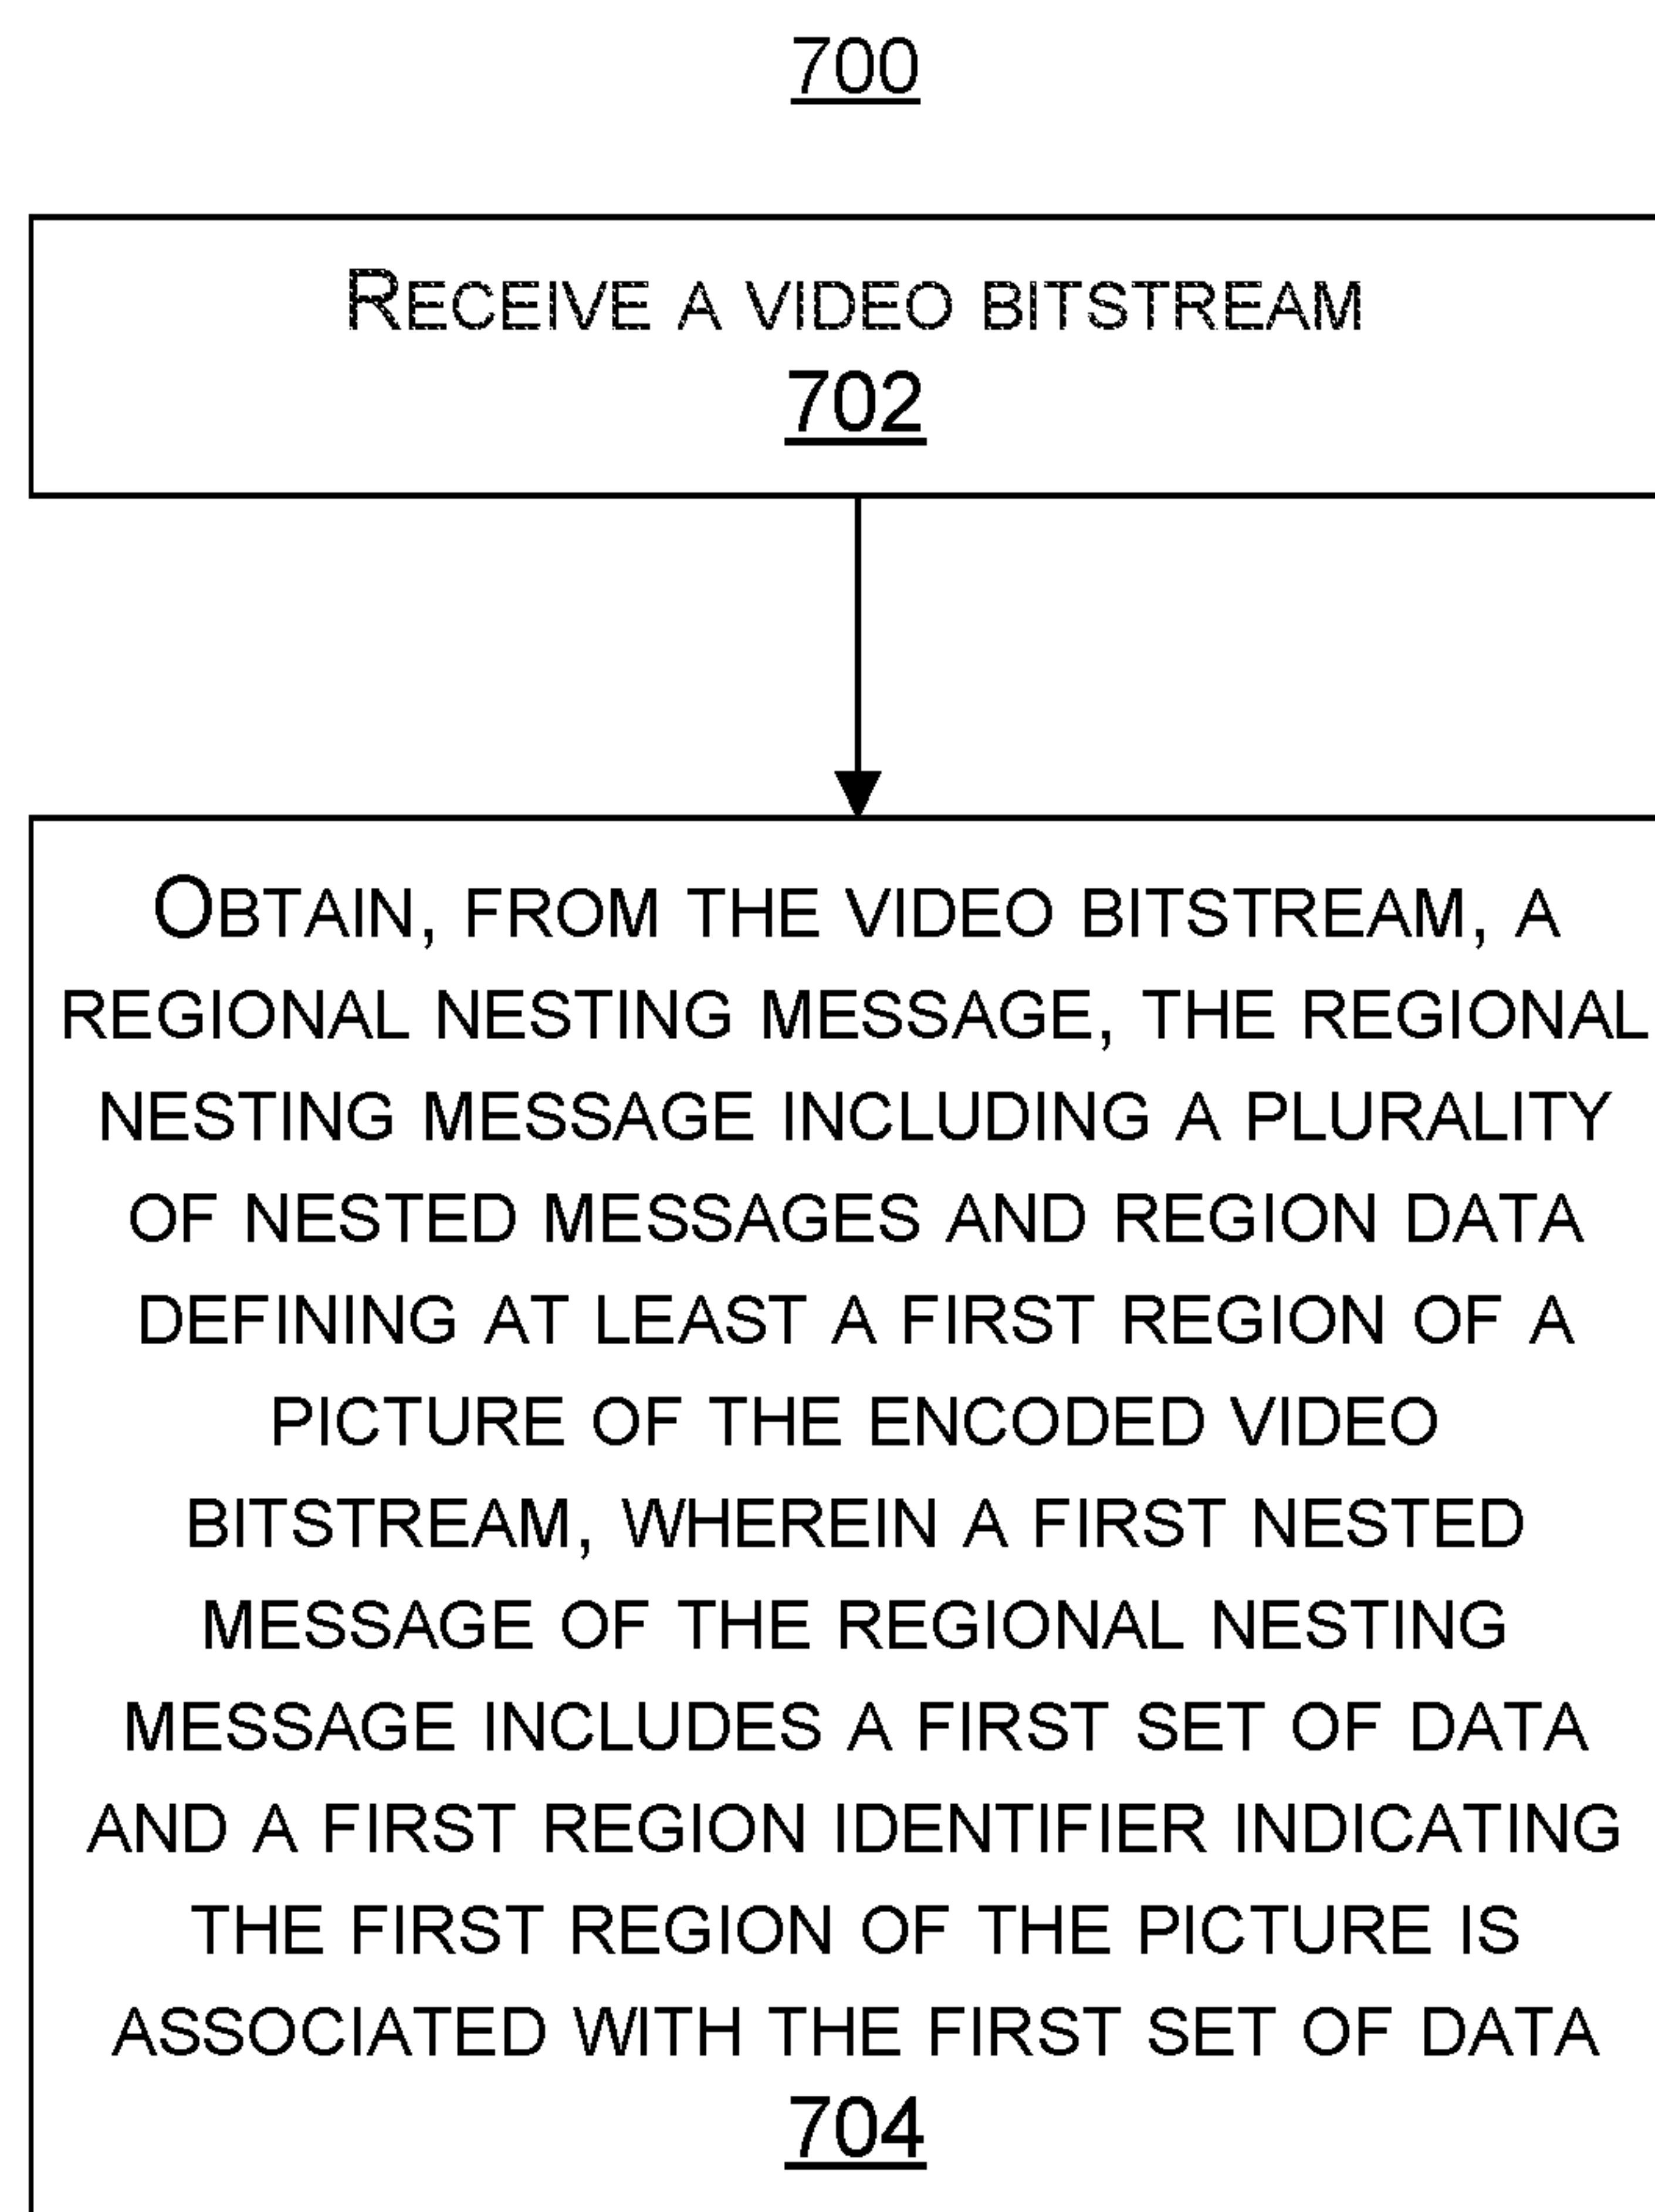 700
RECEIVE A VIDEO BITSTREAM
702
OBTAIN, FROM THE VIDEO BITSTREAM, A
REGIONAL NESTING MESSAGE, THE REGIONAL
NESTING MESSAGE INCLUDING A PLURALITY
OF NESTED MESSAGES AND REGION DATA
DEFINING AT LEAST A FIRST REGION OF A
PICTURE OF THE ENCODED VIDEO
BITSTREAM, WHEREIN A FIRST NESTED
MESSAGE OF THE REGIONAL NESTING
MESSAGE INCLUDES A FIRST SET OF DATA
AND A FIRST REGION IDENTIFIER INDICATING
THE FIRST REGION OF THE PICTURE IS
ASSOCIATED WITH THE FIRST SET OF DATA
704